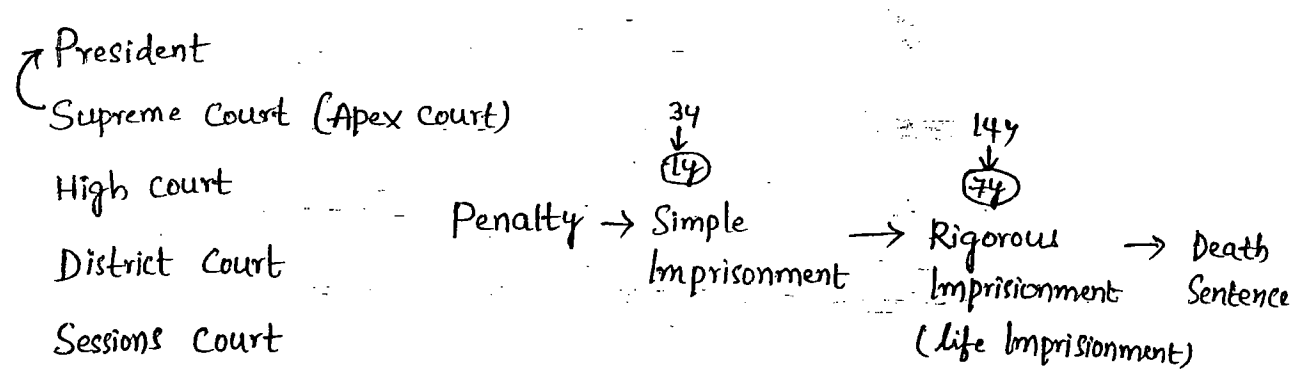 President
Supreme Court (Apex Court)
High court
District Court
Sessions Court
3y
↓
1y
14y
↓
7y
Penalty → Simple Imprisonment → Rigorous Imprisionment (life Imprisionment) → Death Sentence